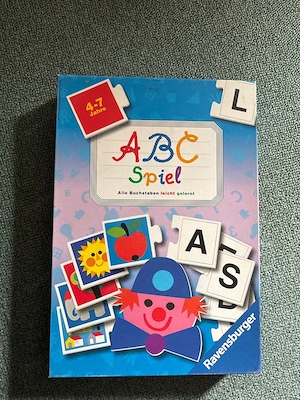 4-7
Jahre
L
ABC
Spiel
Alle Buchstaben leicht gelernt
A
S
Ravensburger